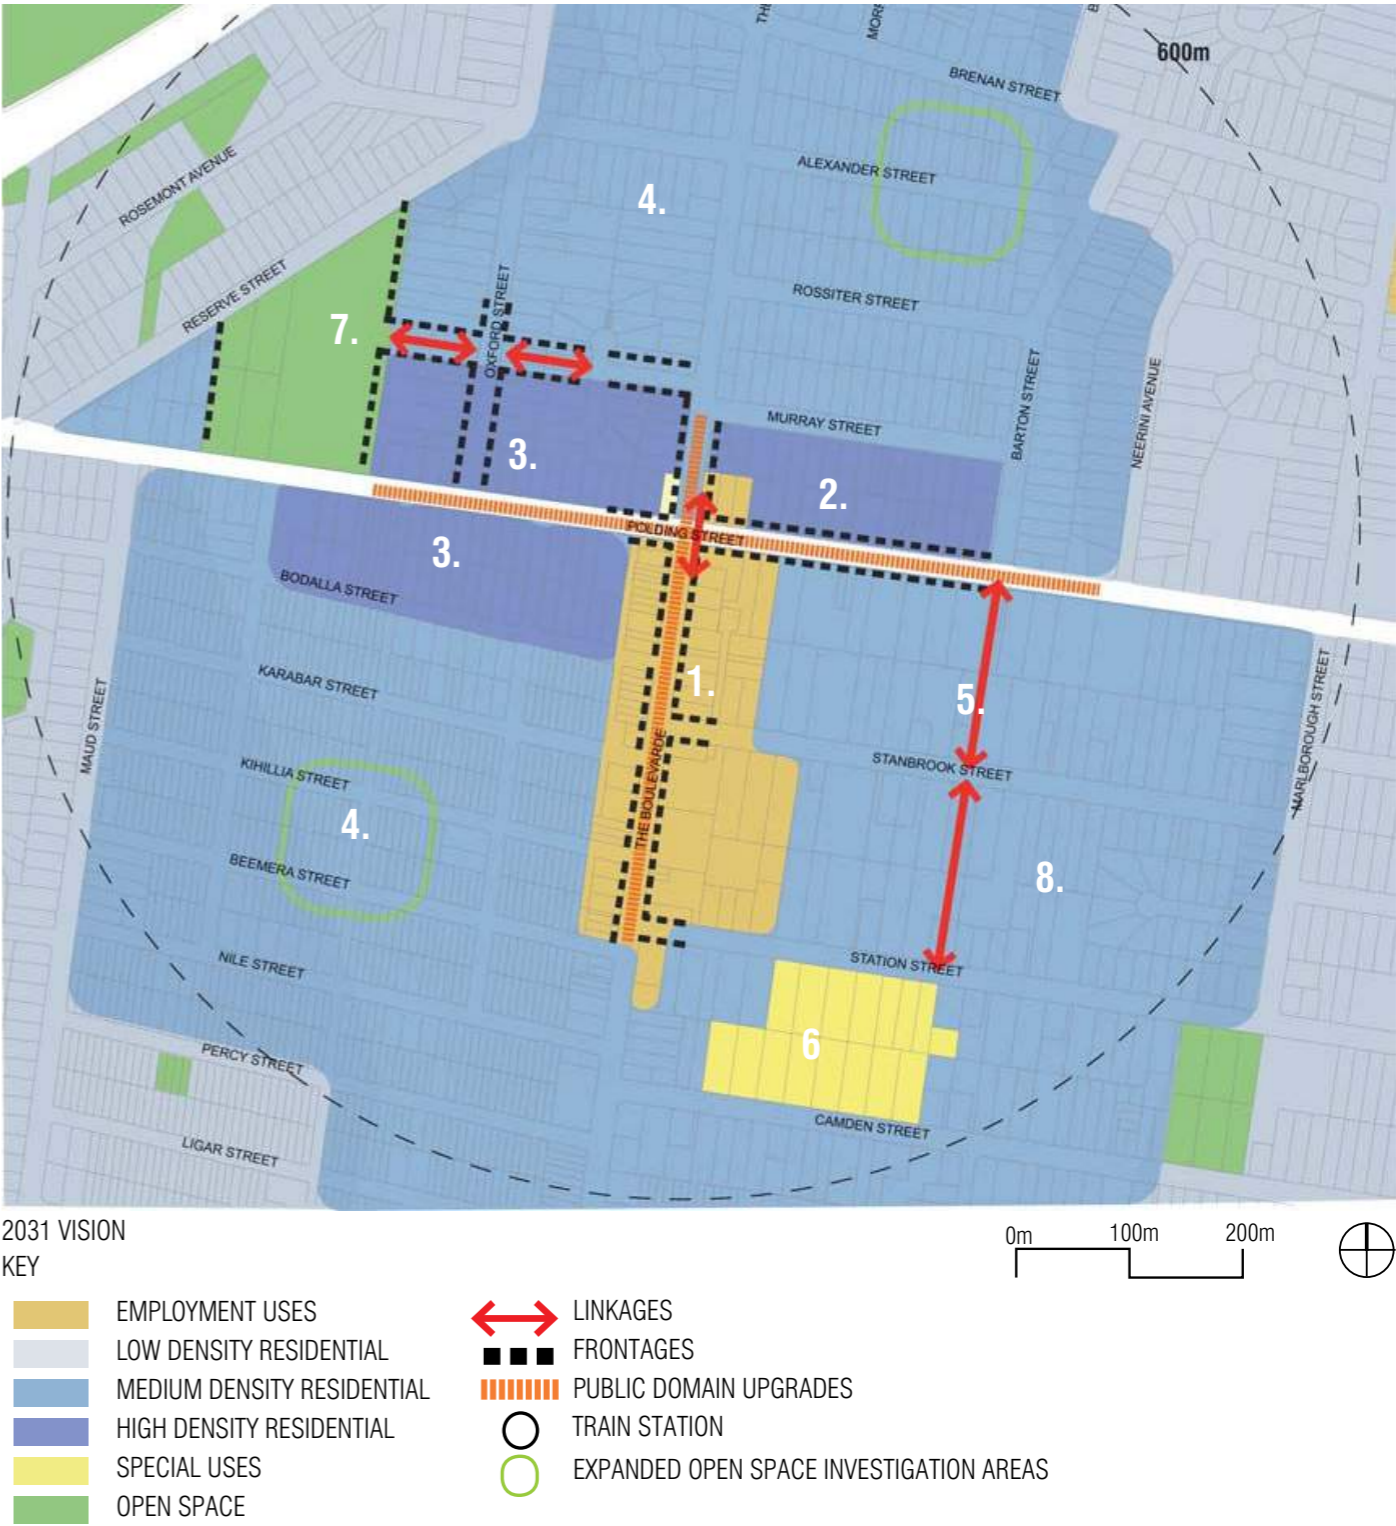 THE
600m
BRENAN STREET
ALEXANDER STREET
ROSEMONT AVENUE
4.
RESERVE STREET
OXFORD STREET
ROSSITER STREET
7.
BARTON STREET
NEERINI AVENUE
MURRAY STREET
3.
2.
POLDING STREET
3.
BODALLA STREET
KARABAR STREET
1.
5.
MAUD STREET
MARLBOROUGH STREET
KIHILLIA STREET
STANBROOK STREET
THE BOULEVARDE
4.
BEEMERA STREET
8.
NILE STREET
STATION STREET
6
PERCY STREET
CAMDEN STREET
LIGAR STREET
2031 VISION
KEY
0m 100m 200m
EMPLOYMENT USES
LOW DENSITY RESIDENTIAL
MEDIUM DENSITY RESIDENTIAL
HIGH DENSITY RESIDENTIAL
SPECIAL USES
OPEN SPACE
LINKAGES
FRONTAGES
PUBLIC DOMAIN UPGRADES
TRAIN STATION
EXPANDED OPEN SPACE INVESTIGATION AREAS